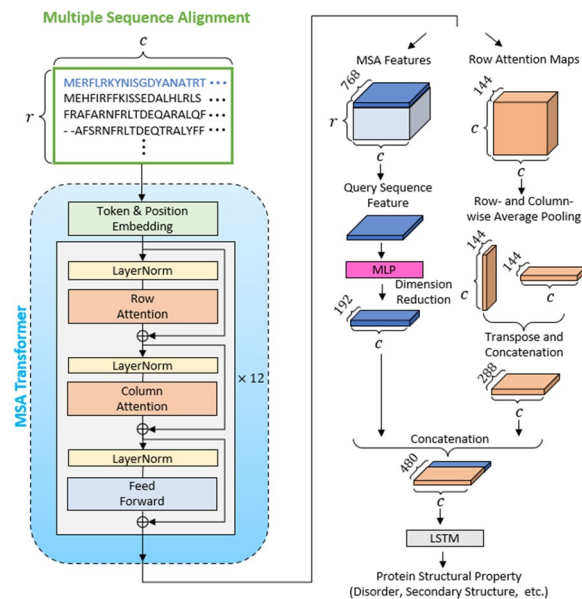 Multiple Sequence Alignment
c
r
MERFLRKYNISGDYANATRT ...
MEHFIRFFKISSEDALHLRLS ...
FRAFARNFRLTDEQARALQF ...
--AFSRNFRLTDEQTRALYFF ...
⋮
MSA Transformer
Token & Position
Embedding
LayerNorm
Row
Attention
LayerNorm
Column
Attention
× 12
LayerNorm
Feed
Forward
MSA Features
768
r
c
Query Sequence
Feature
MLP
Dimension
Reduction
192
c
Row Attention Maps
144
c
c
Row- and Column-
wise Average Pooling
144
c
144
c
Transpose and
Concatenation
288
c
Concatenation
480
c
LSTM
Protein Structural Property
(Disorder, Secondary Structure, etc.)